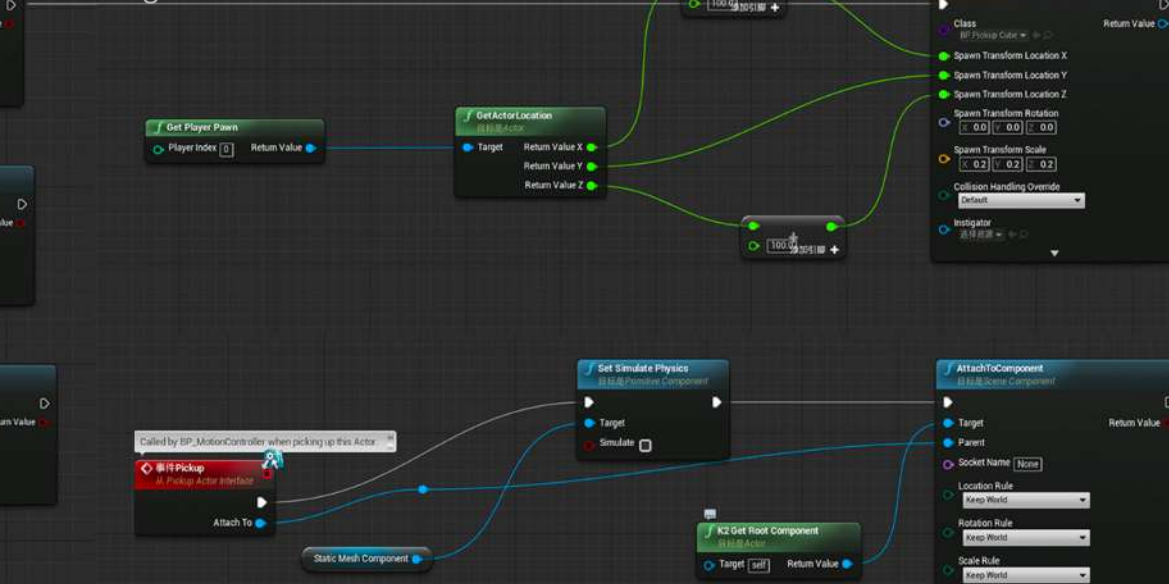 100.0
添加引脚 +
Class
BP Pickup Cube
Return Value
Spawn Transform Location X
Spawn Transform Location Y
Spawn Transform Location Z
Spawn Transform Rotation
X 0.0 Y 0.0 Z 0.0
Spawn Transform Scale
X 0.2 Y 0.2 Z 0.2
Collision Handling Override
Default
Instigator
选择资源
f Get Player Pawn
Player Index 0
Return Value
f GetActorLocation
目标是Actor
Target
Return Value X
Return Value Y
Return Value Z
100.0
添加引脚 +
Called by BP_MotionController when picking up this Actor
事件Pickup
从 Pickup Actor Interface
Attach To
Static Mesh Component
f Set Simulate Physics
目标是Primitive Component
Target
Simulate
f K2 Get Root Component
目标是Actor
Target self
Return Value
f AttachToComponent
目标是Scene Component
Target
Return Value
Parent
Socket Name None
Location Rule
Keep World
Rotation Rule
Keep World
Scale Rule
Keep World